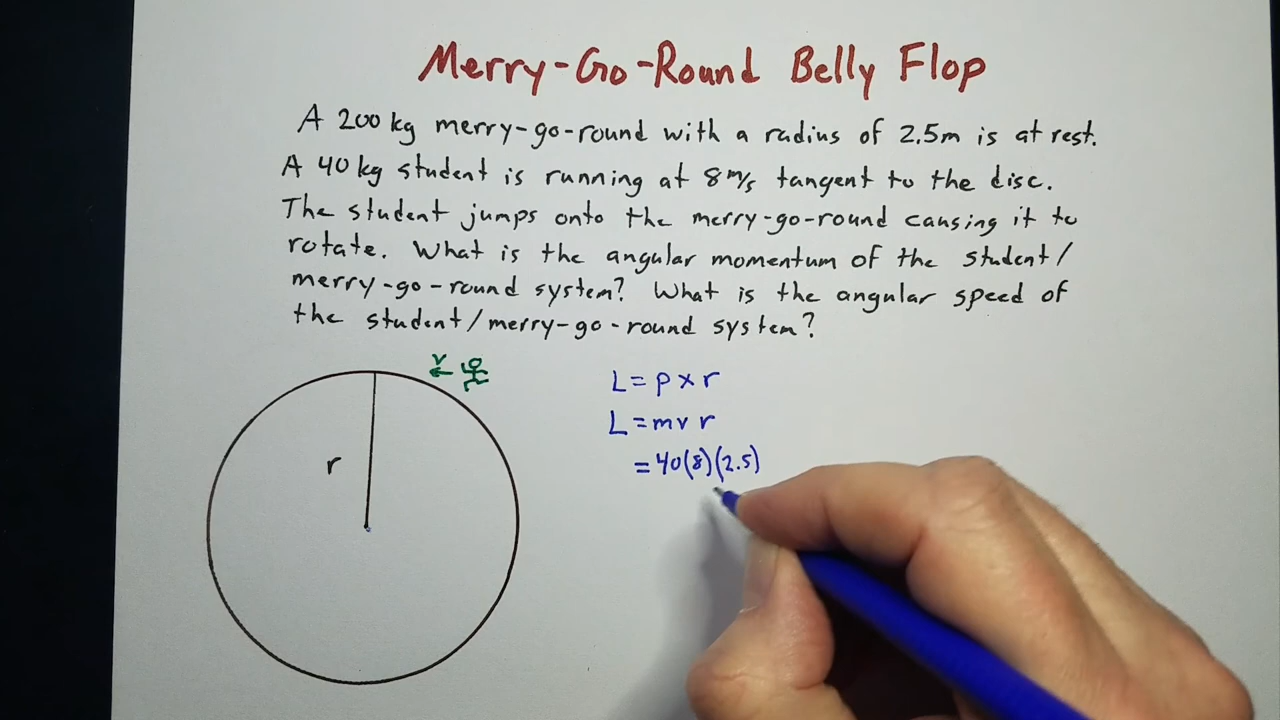 Merry-Go-Round Belly Flop
A 200 kg merry-go-round with a radius of 2.5m is at rest.
A 40 kg student is running at 8 m/s tangent to the disc.
The student jumps onto the merry-go-round causing it to
rotate. What is the angular momentum of the student/
merry-go-round system? What is the angular speed of
the student/merry-go-round system?
v
r
L = p x r
L = m v r
= 40(8)(2.5)